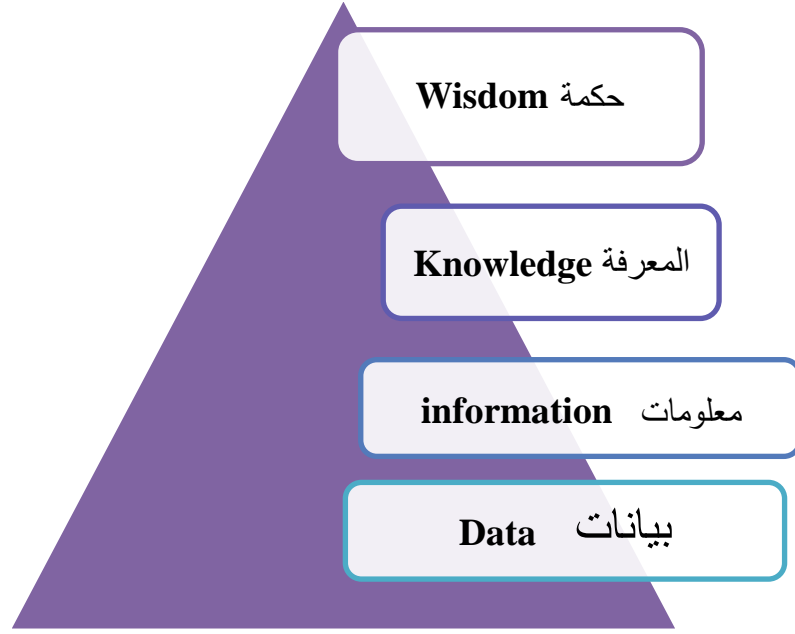 حكمة Wisdom
المعرفة Knowledge
معلومات information
بيانات Data